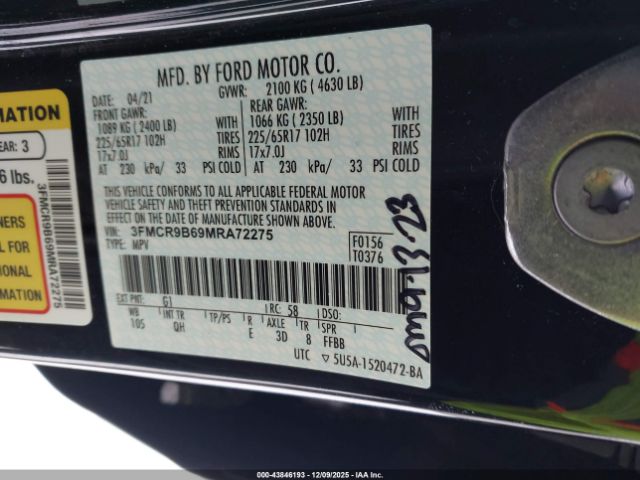 MFD. BY FORD MOTOR CO.
DATE: 04/21 GVWR: 2100 KG ( 4630 LB)
FRONT GAWR: REAR GAWR:
1089 KG ( 2400 LB) WITH 1066 KG ( 2350 LB) WITH
225/65R17 102H TIRES 225/65R17 102H TIRES
17x7.0J RIMS 17x7.0J RIMS
AT 230 kPa/ 33 PSI COLD AT 230 kPa/ 33 PSI COLD
THIS VEHICLE CONFORMS TO ALL APPLICABLE FEDERAL MOTOR
VEHICLE SAFETY AND THEFT PREVENTION STANDARDS IN
EFFECT ON THE DATE OF MANUFACTURE SHOWN ABOVE.
VIN: 3FMCR9B69MRA72275
TYPE: MPV
F0156
T0376
EXT PNT: G1 RC: 58 DSO:
WB INT TR TP/PS R AXLE TR SPR
105 QH E 3D 8 FFBB
UTC ▽ 5U5A-1520472-BA
MATION
EAR: 3
6 lbs.
NERS
TO
IONAL
RMATION
3FMCR9B69MRA72275
000-43846193 - 12/09/2025 - IAAI.COM